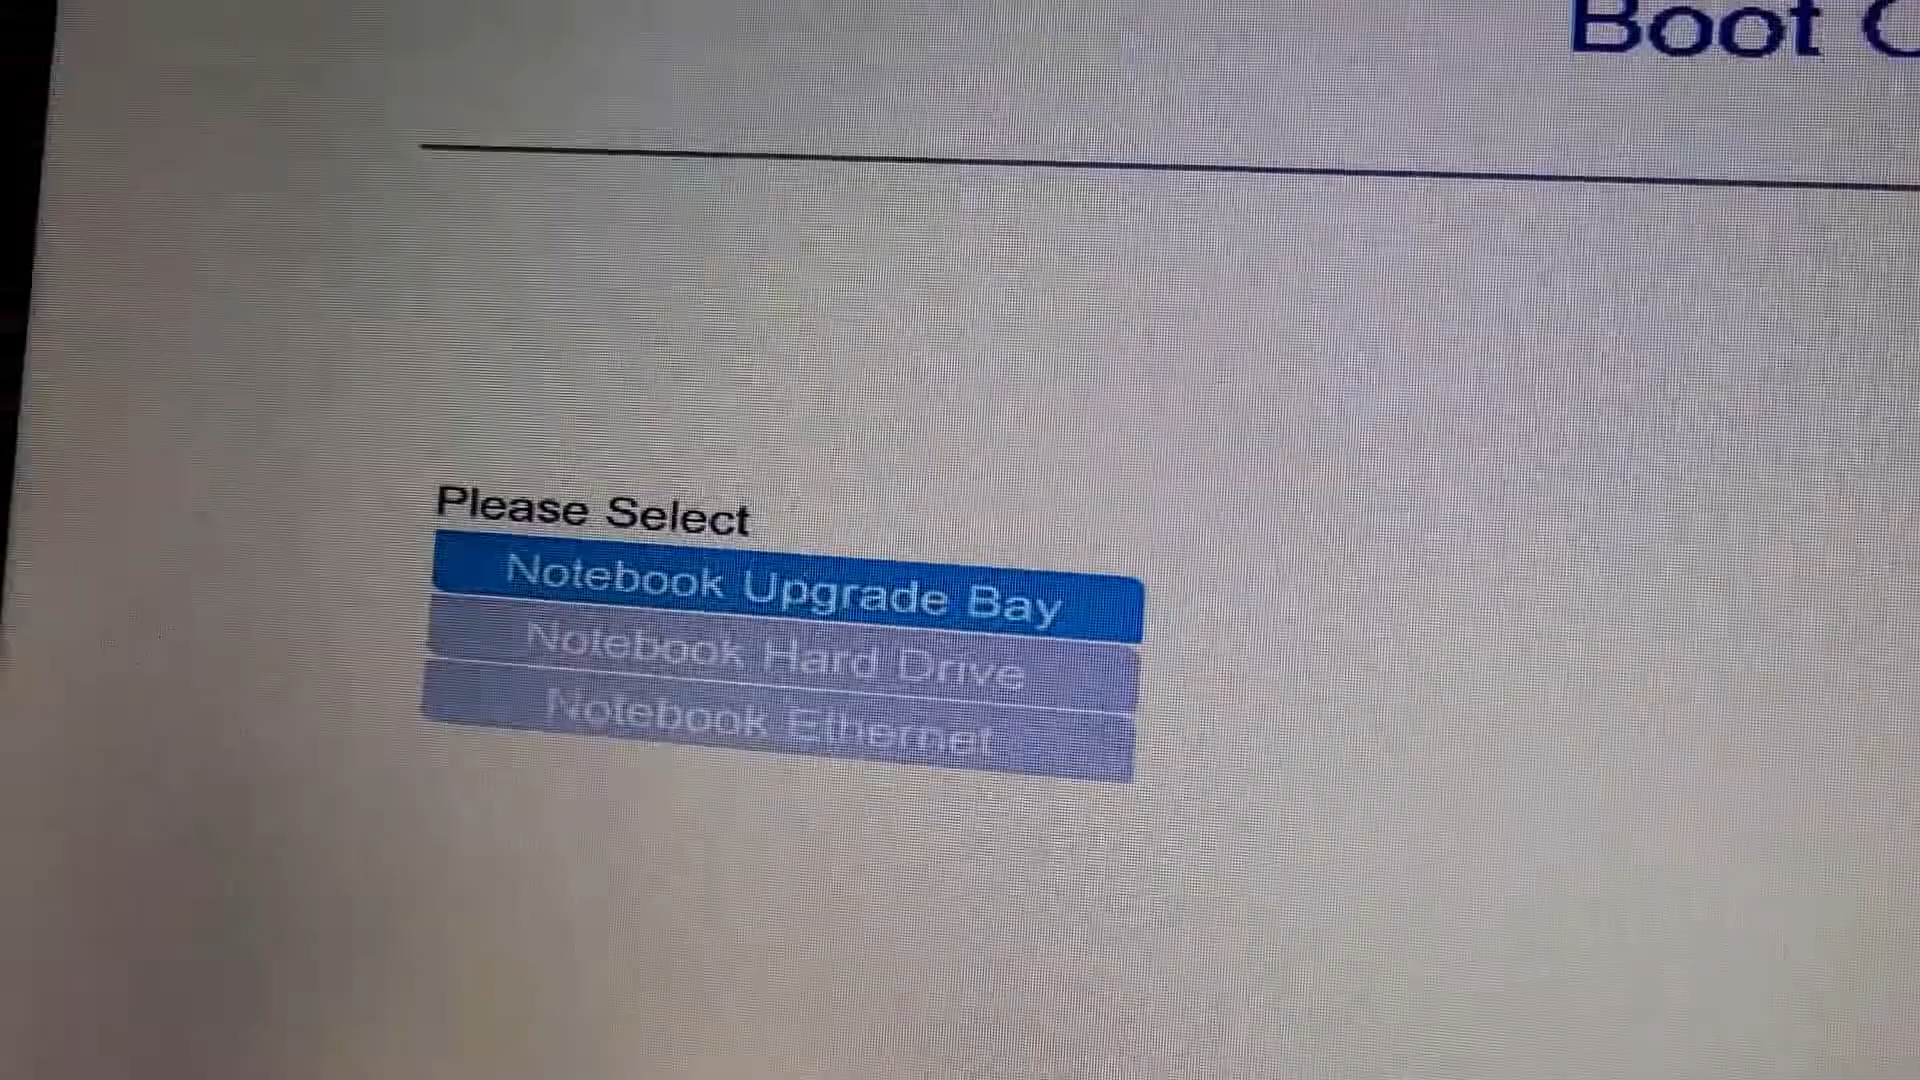 Boot
Please Select
Notebook Upgrade Bay
Notebook Hard Drive
Notebook Ethernet